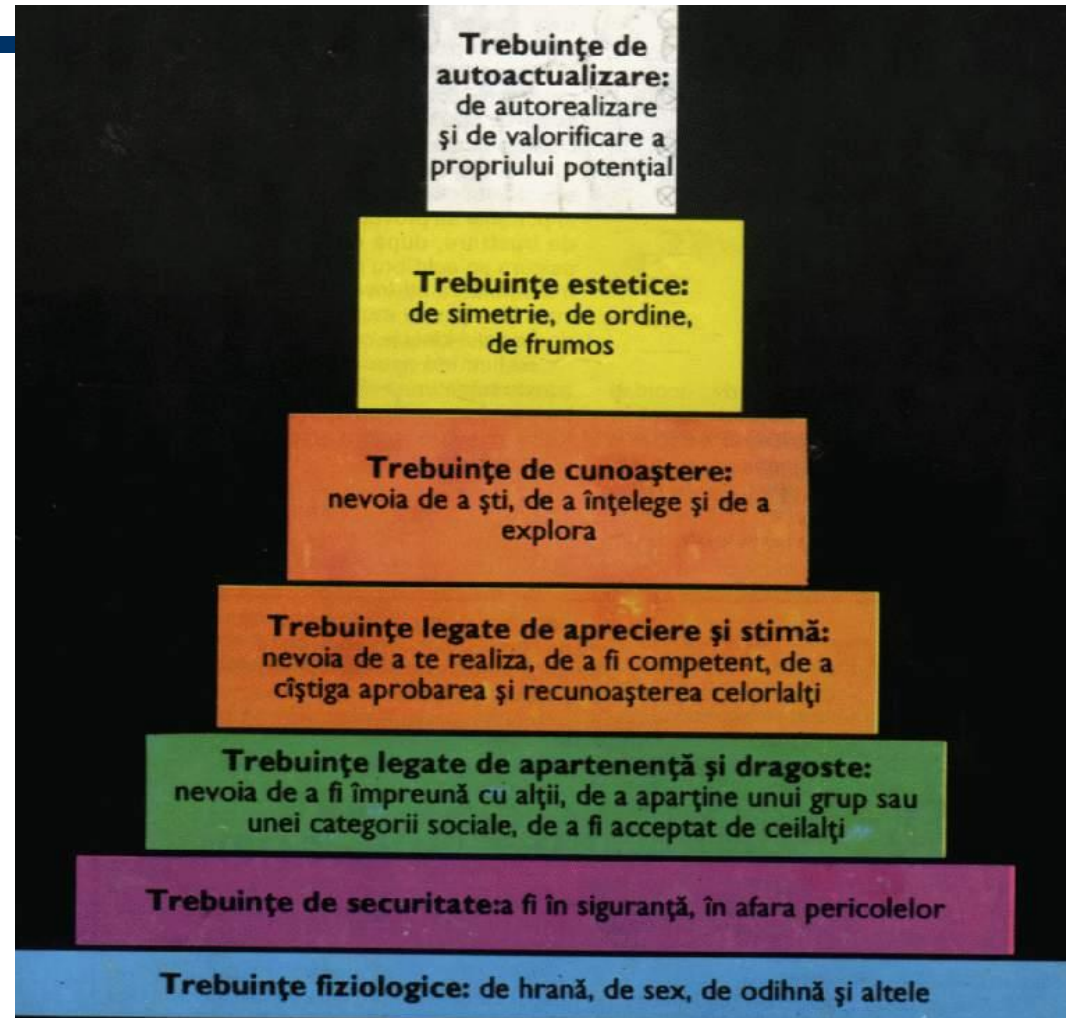 Trebuinţe de
autoactualizare:
de autorealizare
şi de valorificare a
propriului potenţial
Trebuinţe estetice:
de simetrie, de ordine,
de frumos
Trebuinţe de cunoaştere:
nevoia de a şti, de a înţelege şi de a
explora
Trebuinţe legate de apreciere şi stimă:
nevoia de a te realiza, de a fi competent, de a
cîştiga aprobarea şi recunoaşterea celorlalţi
Trebuinţe legate de apartenenţă şi dragoste:
nevoia de a fi împreună cu alţii, de a aparţine unui grup sau
unei categorii sociale, de a fi acceptat de ceilalţi
Trebuinţe de securitate:a fi în siguranţă, în afara pericolelor
Trebuinţe fiziologice: de hrană, de sex, de odihnă şi altele